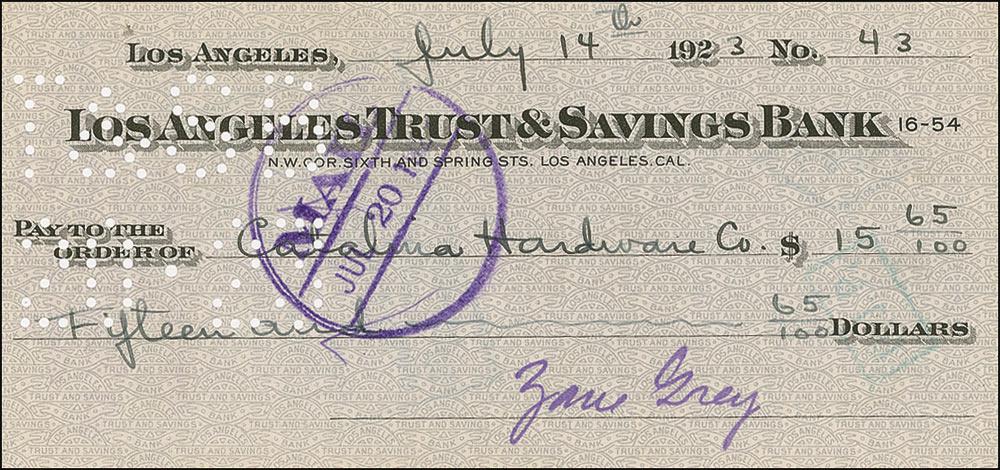 LOS ANGELES, July 14th 1923 No. 43
LOS ANGELES TRUST & SAVINGS BANK 16-54
N.W. COR. SIXTH AND SPRING STS. LOS ANGELES, CAL.
PAY TO THE
ORDER OF Catalina Hardware Co. $ 15 65/100
Fifteen and 65/100 DOLLARS
JUL 20
Zane Grey